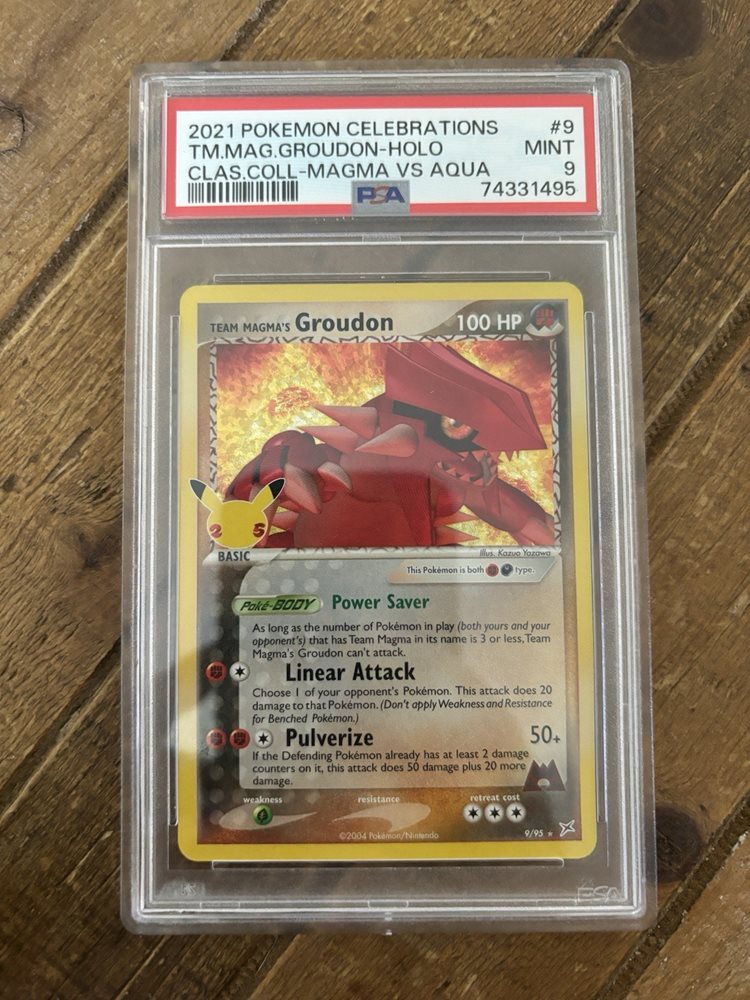 2021 POKEMON CELEBRATIONS #9
TM.MAG.GROUDON-HOLO MINT
CLAS.COLL-MAGMA VS AQUA 9
PSA 74331495
TEAM MAGMA'S Groudon 100 HP
25
BASIC
Illus. Kazuo Yazawa
This Pokémon is both type.
Poké-BODY Power Saver
As long as the number of Pokémon in play (both yours and your
opponent's) that has Team Magma in its name is 3 or less, Team
Magma's Groudon can't attack.
Linear Attack
Choose 1 of your opponent's Pokémon. This attack does 20
damage to that Pokémon. (Don't apply Weakness and Resistance
for Benched Pokémon.)
Pulverize 50+
If the Defending Pokémon already has at least 2 damage
counters on it, this attack does 50 damage plus 20 more
damage.
weakness resistance retreat cost
©2004 Pokémon/Nintendo 9/95
PSA